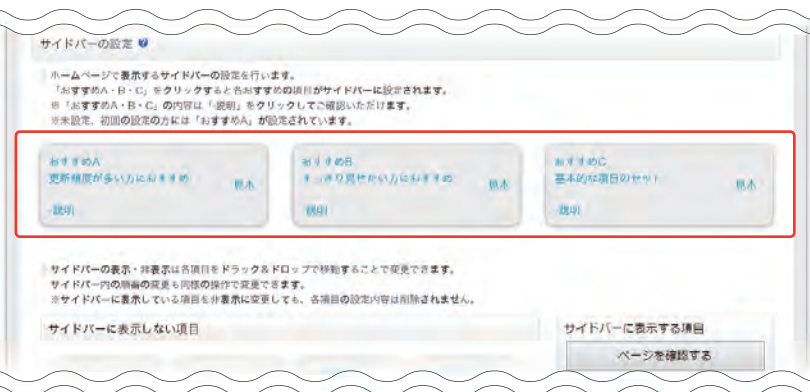 サイドバーの設定
ホームページで表示するサイドバーの設定を行います。
「おすすめA・B・C」をクリックすると各おすすめの項目がサイドバーに設定されます。
※「おすすめA・B・C」の内容は「-説明」をクリックしてご確認いただけます。
※未設定、初回の設定の方には「おすすめA」が設定されています。
おすすめA
更新頻度が多い方におすすめ
見本
-説明
おすすめB
すっきり見せたい方におすすめ
見本
-説明
おすすめC
基本的な項目のセット
見本
-説明
サイドバーの表示・非表示は各項目をドラック&ドロップで移動することで変更できます。
サイドバー内の順番の変更も同様の操作で変更できます。
※サイドバーに表示している項目を非表示に変更しても、各項目の設定内容は削除されません。
サイドバーに表示しない項目
サイドバーに表示する項目
ページを確認する